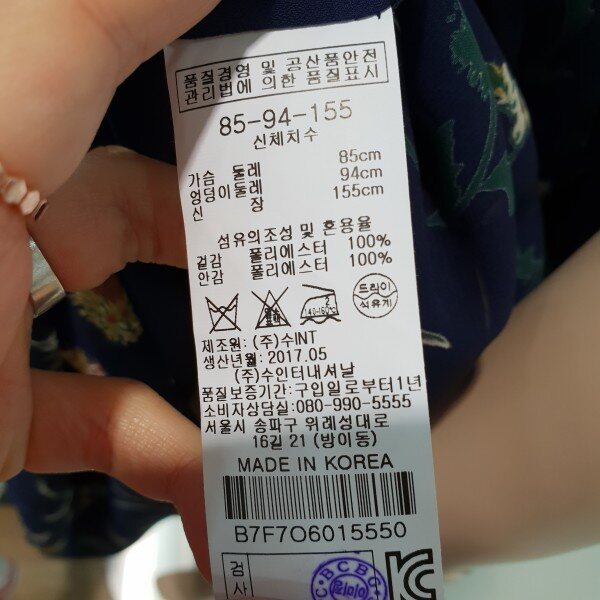 품질경영 및 공산품안전
관리법에 의한 품질표시
85-94-155
신체치수
가슴 둘레 85cm
엉덩이둘레 94cm
신 장 155cm
섬유의조성 및 혼용율
겉감 폴리에스터 100%
안감 폴리에스터 100%
드라이
석유계
제조원: (주)수INT
생산년월: 2017.05
(주)수인터내셔날
품질보증기간: 구입일로부터1년
소비자상담실: 080-990-5555
서울시 송파구 위례성대로
16길 21 (방이동)
MADE IN KOREA
B7F7O6015550
검
사
BCBG